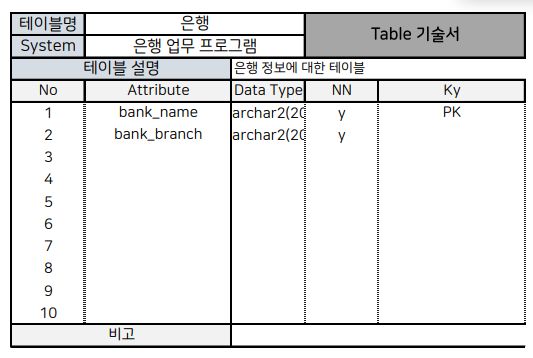 테이블명 은행 Table 기술서
System 은행 업무 프로그램
테이블 설명 은행 정보에 대한 테이블
No Attribute Data Type NN Ky
1 bank_name archar2(20 y PK
2 bank_branch archar2(20 y
3
4
5
6
7
8
9
10
비고